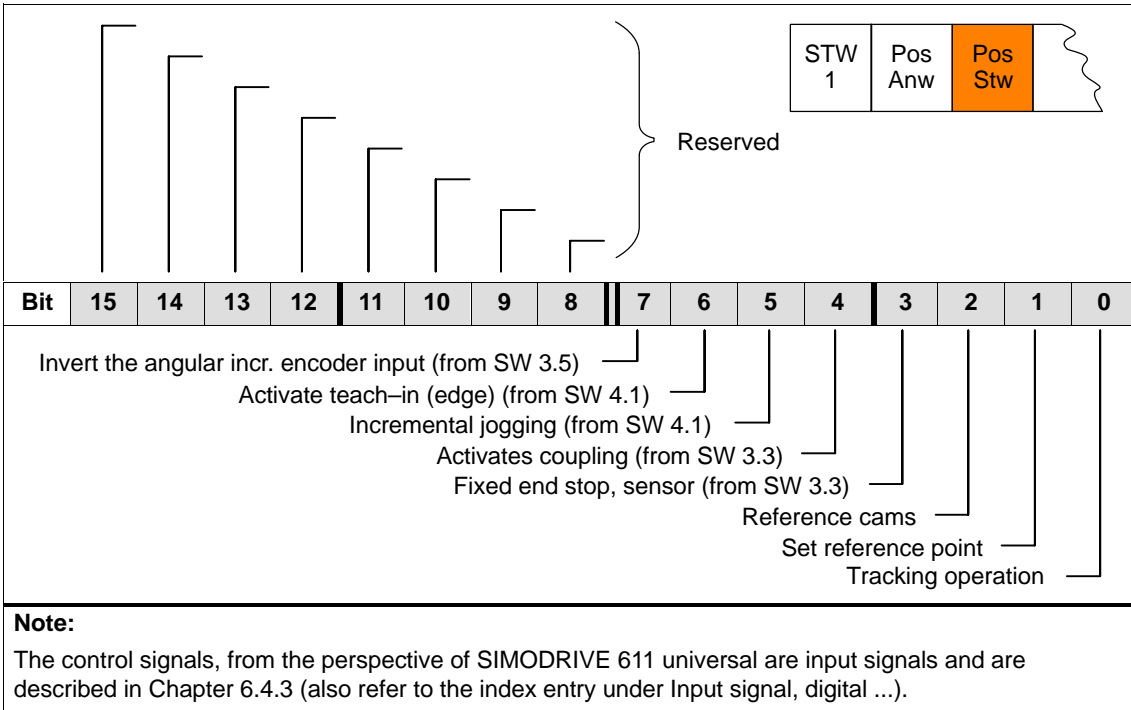 STW
1
Pos
Anw
Pos
Stw
Reserved
Bit 15 14 13 12 11 10 9 8 7 6 5 4 3 2 1 0
Invert the angular incr. encoder input (from SW 3.5)
Activate teach–in (edge) (from SW 4.1)
Incremental jogging (from SW 4.1)
Activates coupling (from SW 3.3)
Fixed end stop, sensor (from SW 3.3)
Reference cams
Set reference point
Tracking operation
Note:
The control signals, from the perspective of SIMODRIVE 611 universal are input signals and are
described in Chapter 6.4.3 (also refer to the index entry under Input signal, digital ...).